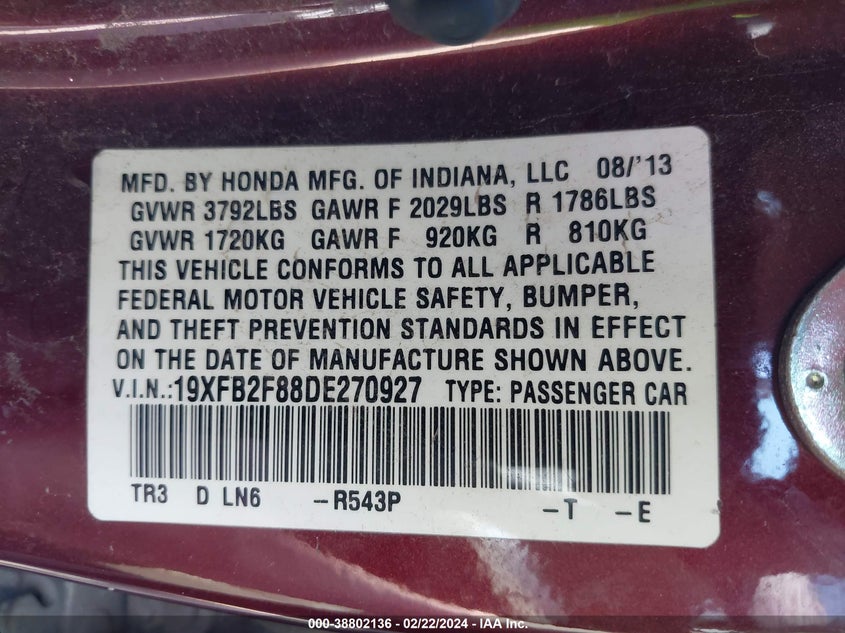 MFD. BY HONDA MFG. OF INDIANA, LLC 08/'13
GVWR 3792LBS GAWR F 2029LBS R 1786LBS
GVWR 1720KG GAWR F 920KG R 810KG
THIS VEHICLE CONFORMS TO ALL APPLICABLE
FEDERAL MOTOR VEHICLE SAFETY, BUMPER,
AND THEFT PREVENTION STANDARDS IN EFFECT
ON THE DATE OF MANUFACTURE SHOWN ABOVE.
V.I.N.:19XFB2F88DE270927 TYPE: PASSENGER CAR
TR3 D LN6 –R543P –T –E
000-38802136 – 02/22/2024 – IAA Inc.